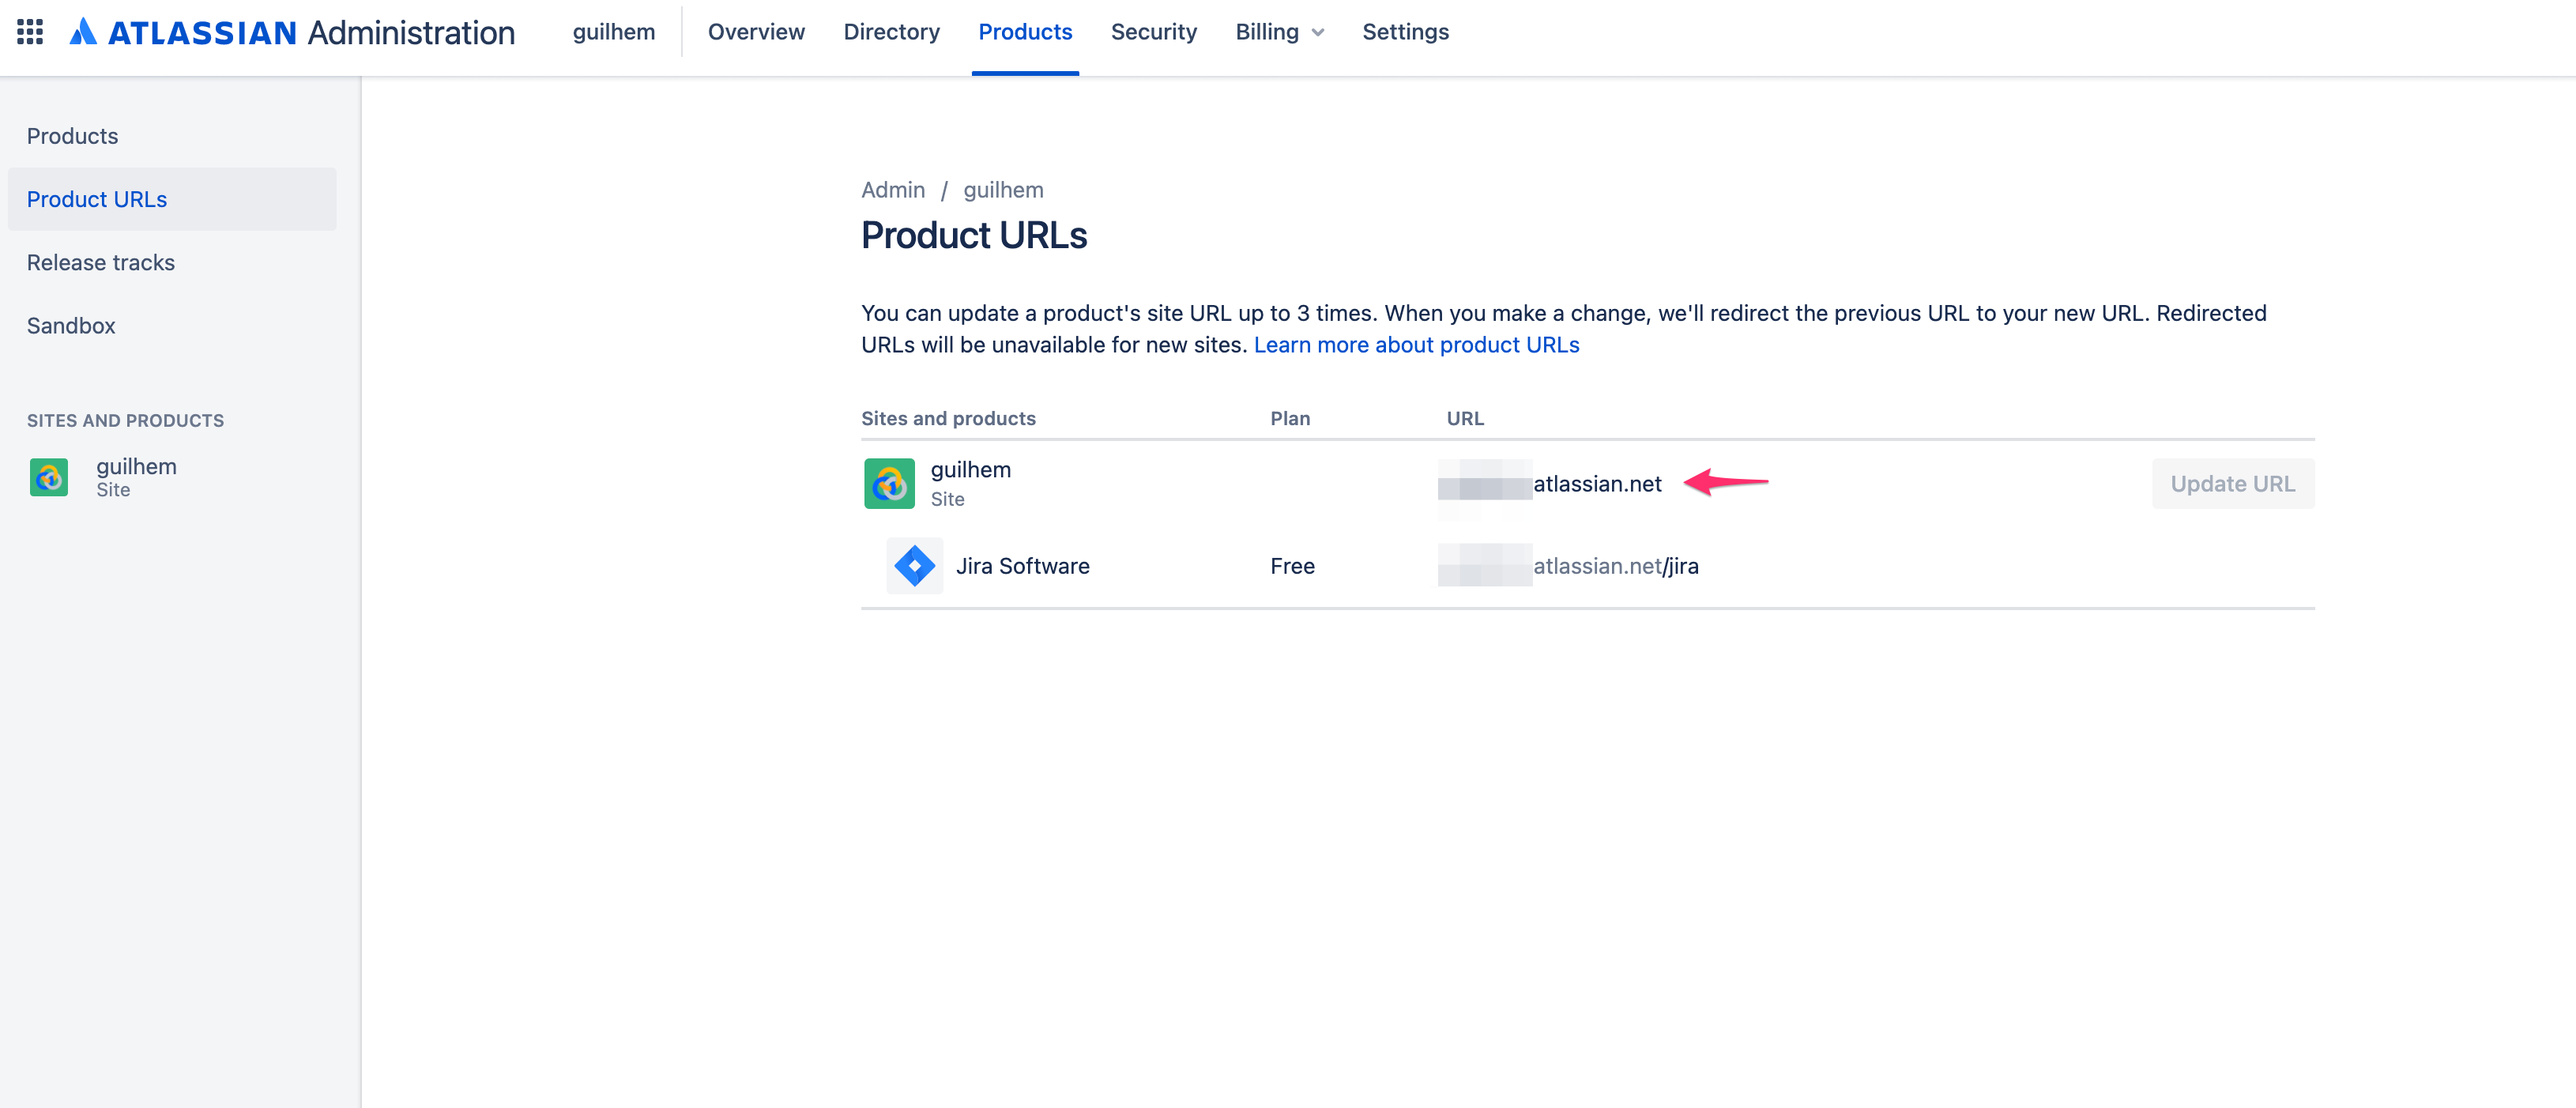 ATLASSIAN Administration
guilhem
Overview
Directory
Products
Security
Billing
Settings
Products
Product URLs
Release tracks
Sandbox
SITES AND PRODUCTS
guilhem
Site
Admin / guilhem
Product URLs
You can update a product's site URL up to 3 times. When you make a change, we'll redirect the previous URL to your new URL. Redirected
URLs will be unavailable for new sites. Learn more about product URLs
Sites and products Plan URL
guilhem
Site
atlassian.net
Update URL
Jira Software Free atlassian.net/jira